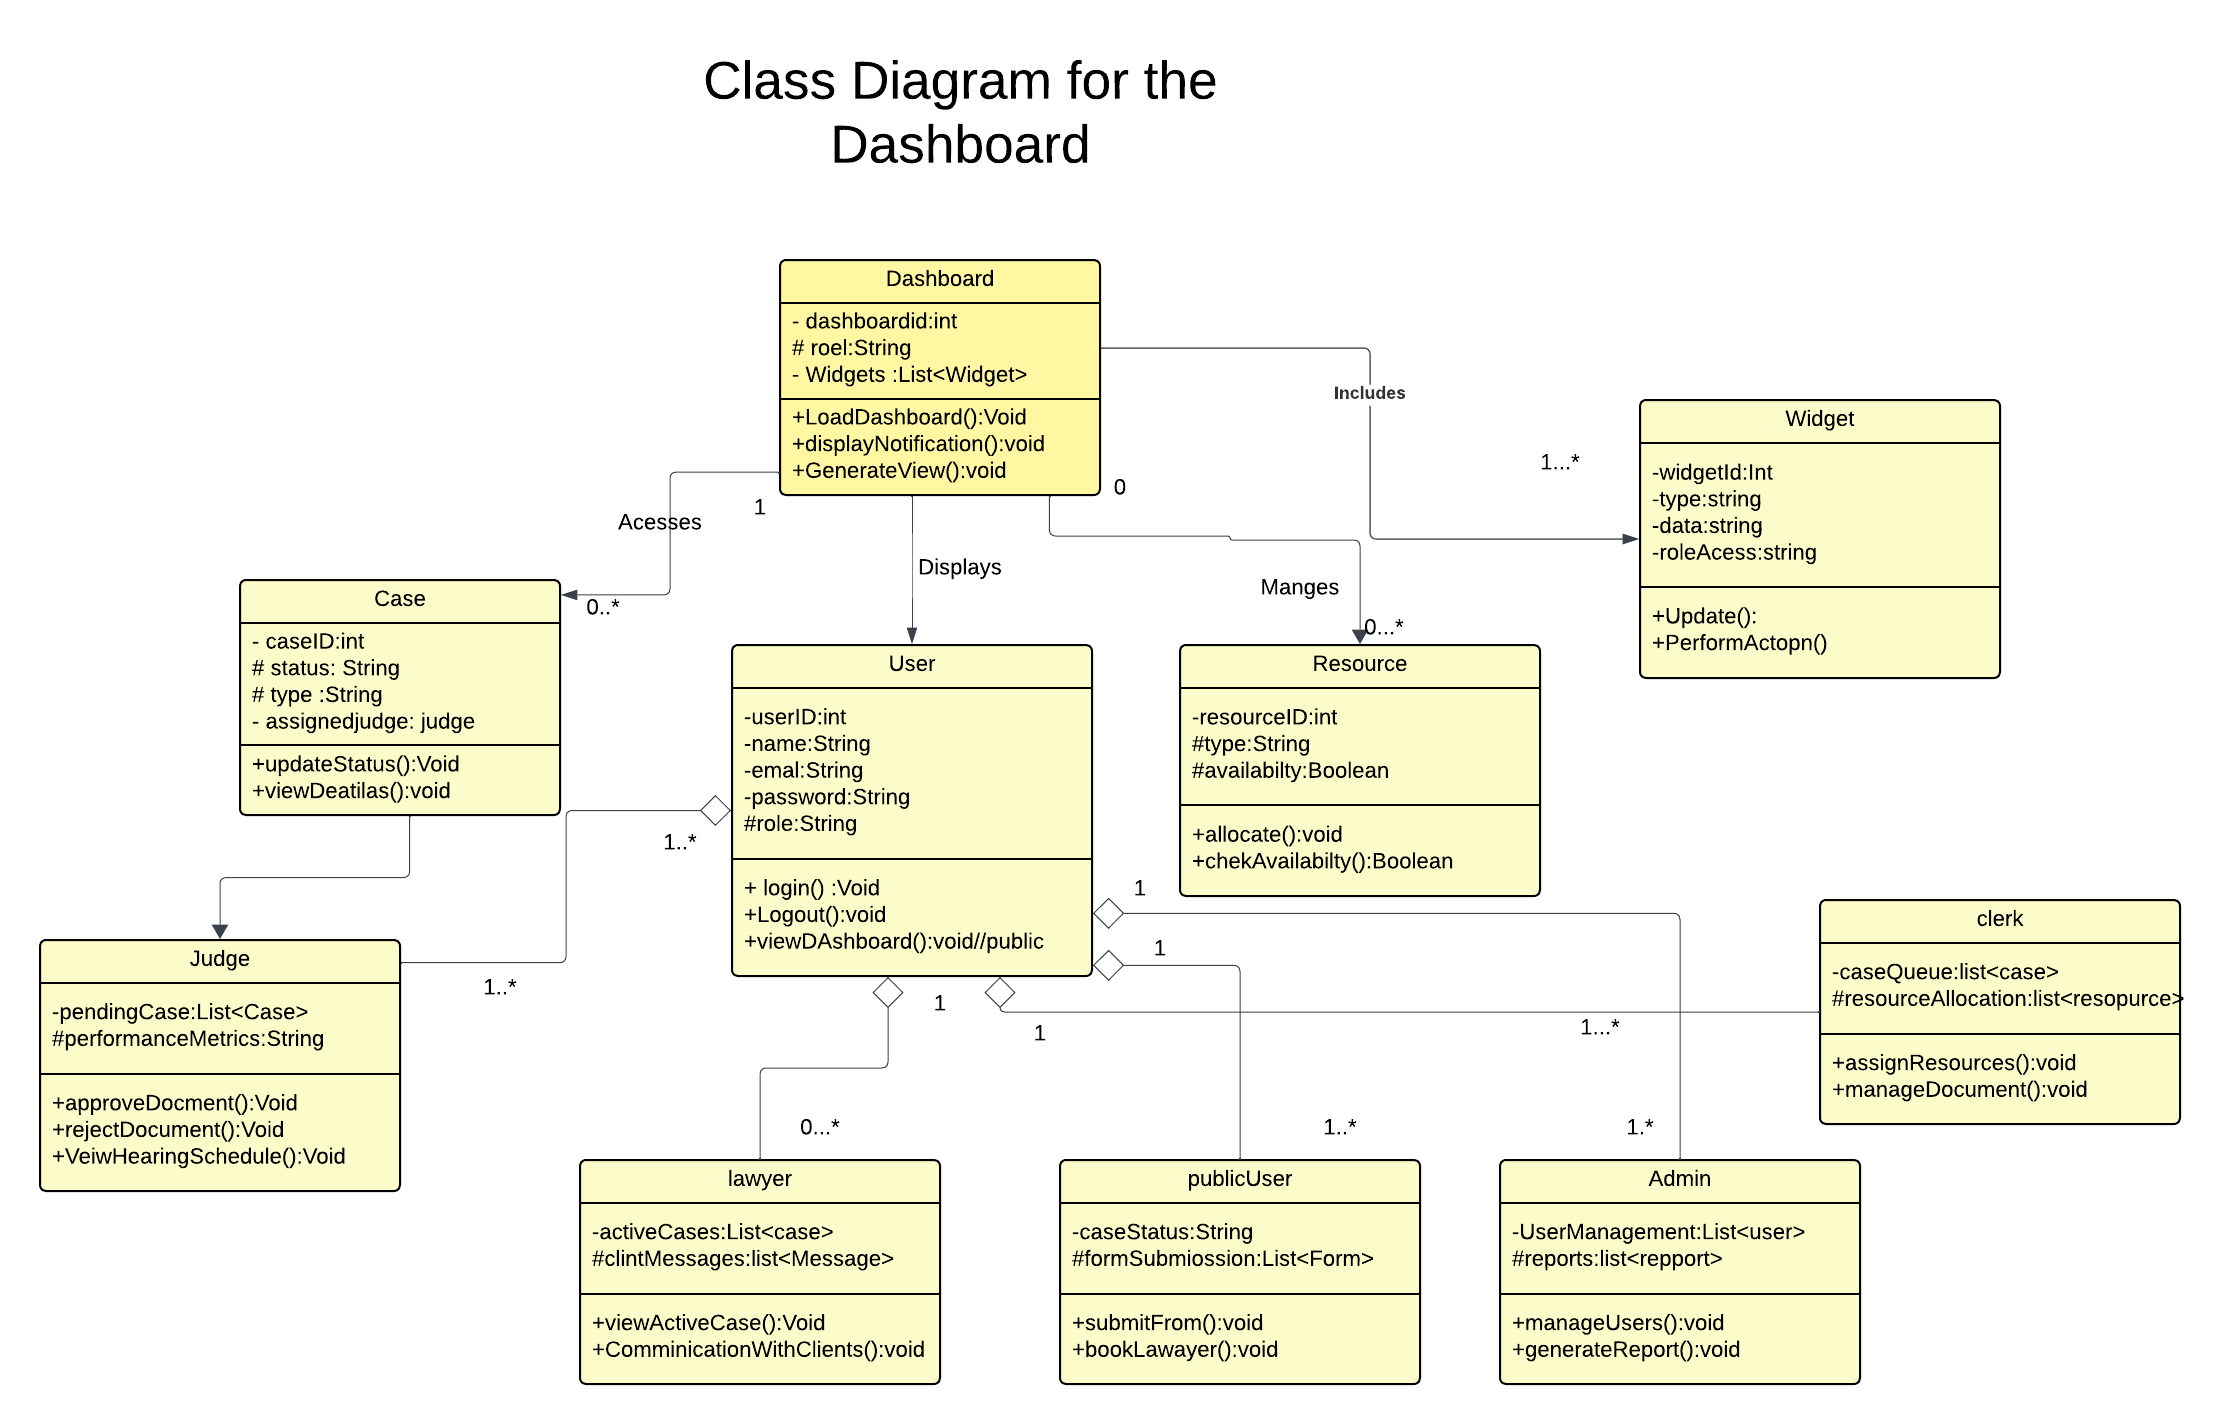 Class Diagram for the
Dashboard
Dashboard
- dashboardid:int
# roel:String
- Widgets :List<Widget>
+LoadDashboard():Void
+displayNotification():void
+GenerateView():void
Includes
1...*
Widget
-widgetId:Int
-type:string
-data:string
-roleAcess:string
+Update():
+PerformActopn()
1
0
Acesses
0..*
Displays
Manges
0...*
Case
- caseID:int
# status: String
# type :String
- assignedjudge: judge
+updateStatus():Void
+viewDeatilas():void
User
-userID:int
-name:String
-emal:String
-password:String
#role:String
+ login() :Void
+Logout():void
+viewDAshboard():void//public
Resource
-resourceID:int
#type:String
#availabilty:Boolean
+allocate():void
+chekAvailabilty():Boolean
1..*
1..*
1
1
1
1
1...*
Judge
-pendingCase:List<Case>
#performanceMetrics:String
+approveDocment():Void
+rejectDocument():Void
+VeiwHearingSchedule():Void
clerk
-caseQueue:list<case>
#resourceAllocation:list<resopurce>
+assignResources():void
+manageDocument():void
0...*
1..*
1.*
lawyer
-activeCases:List<case>
#clintMessages:list<Message>
+viewActiveCase():Void
+ComminicationWithClients():void
publicUser
-caseStatus:String
#formSubmiossion:List<Form>
+submitFrom():void
+bookLawayer():void
Admin
-UserManagement:List<user>
#reports:list<repport>
+manageUsers():void
+generateReport():void